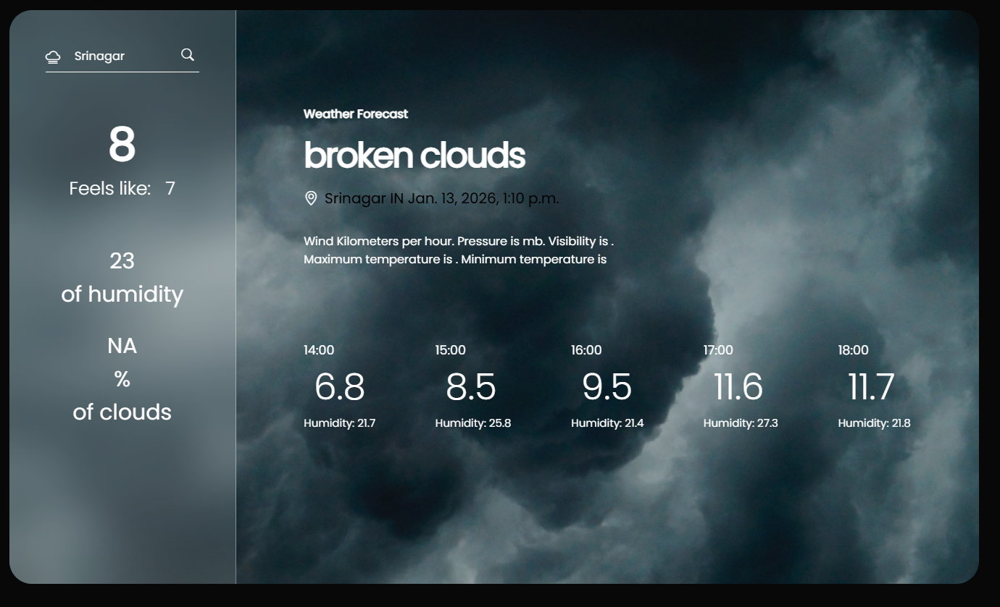 Srinagar
8
Feels like: 7
23
of humidity
NA
%
of clouds
Weather Forecast
broken clouds
Srinagar IN Jan. 13, 2026, 1:10 p.m.
Wind Kilometers per hour. Pressure is mb. Visibility is .
Maximum temperature is . Minimum temperature is
14:00 15:00 16:00 17:00 18:00
6.8 8.5 9.5 11.6 11.7
Humidity: 21.7 Humidity: 25.8 Humidity: 21.4 Humidity: 27.3 Humidity: 21.8